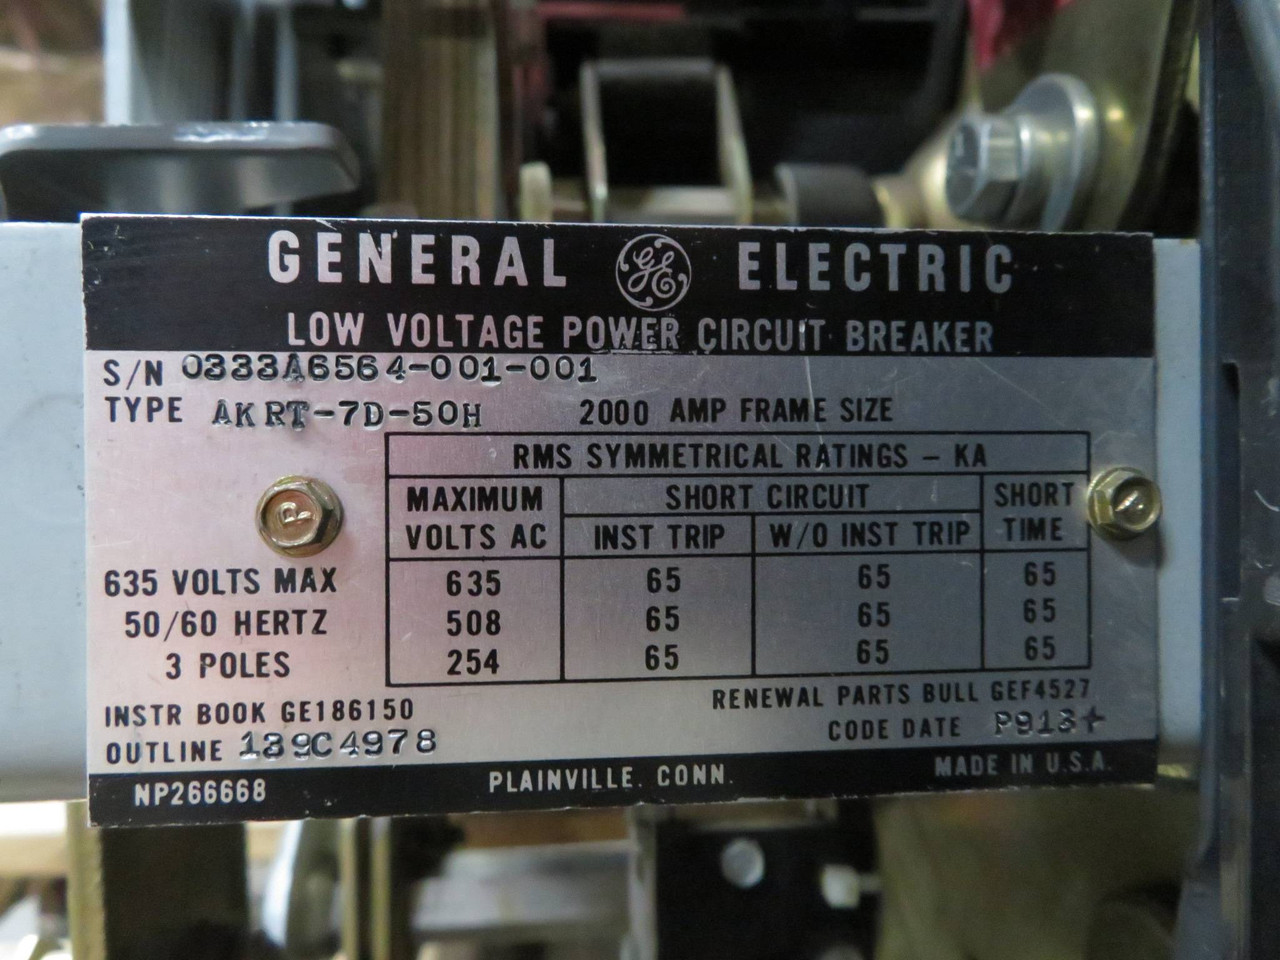 GENERAL GE ELECTRIC
LOW VOLTAGE POWER CIRCUIT BREAKER
S/N 0333A6564-001-001
TYPE AKRT-7D-50H 2000 AMP FRAME SIZE
RMS SYMMETRICAL RATINGS - KA
MAXIMUM VOLTS AC SHORT CIRCUIT SHORT TIME
INST TRIP W/O INST TRIP
635 VOLTS MAX 635 65 65 65
50/60 HERTZ 508 65 65 65
3 POLES 254 65 65 65
INSTR BOOK GE186150 RENEWAL PARTS BULL GEF4527
OUTLINE 139C4978 CODE DATE P913+
NP266668 PLAINVILLE. CONN. MADE IN U.S.A.